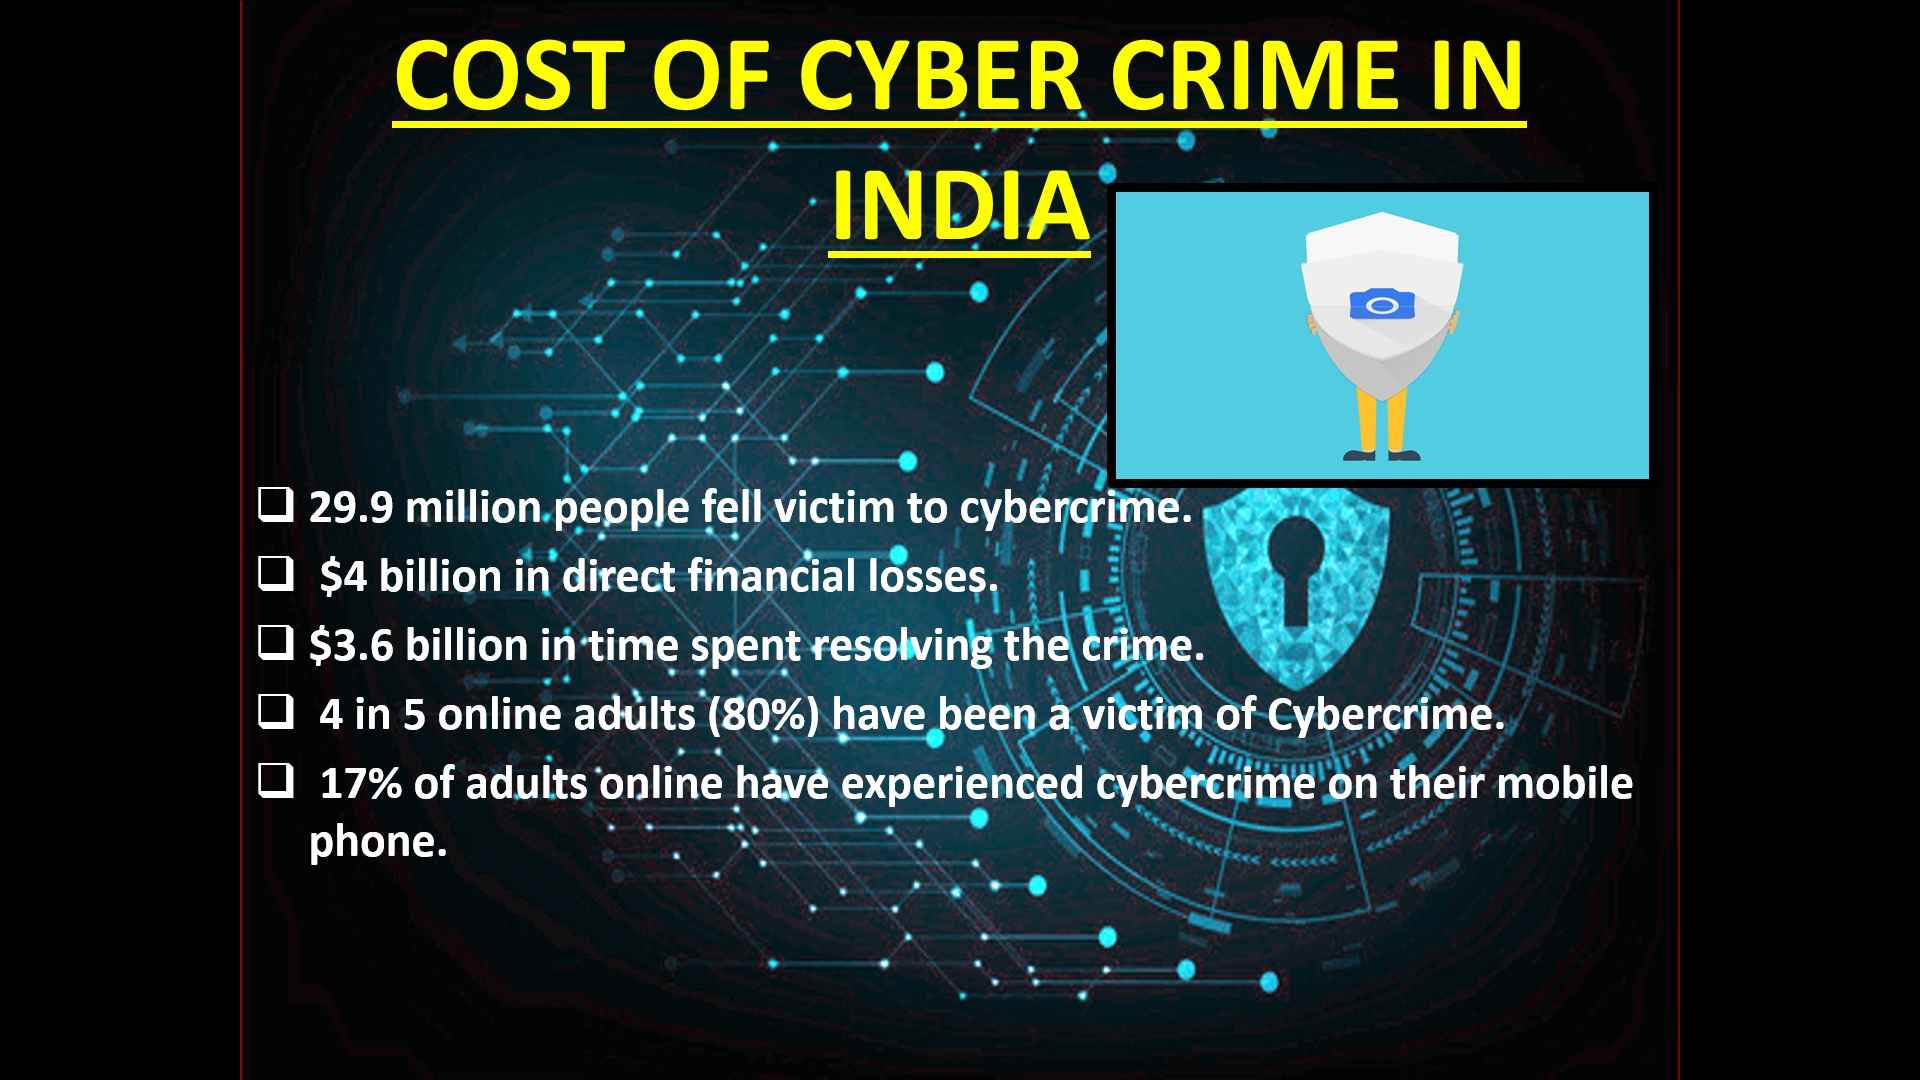 COST OF CYBER CRIME IN
INDIA
❑ 29.9 million people fell victim to cybercrime.
❑ $4 billion in direct financial losses.
❑ $3.6 billion in time spent resolving the crime.
❑ 4 in 5 online adults (80%) have been a victim of Cybercrime.
❑ 17% of adults online have experienced cybercrime on their mobile
phone.